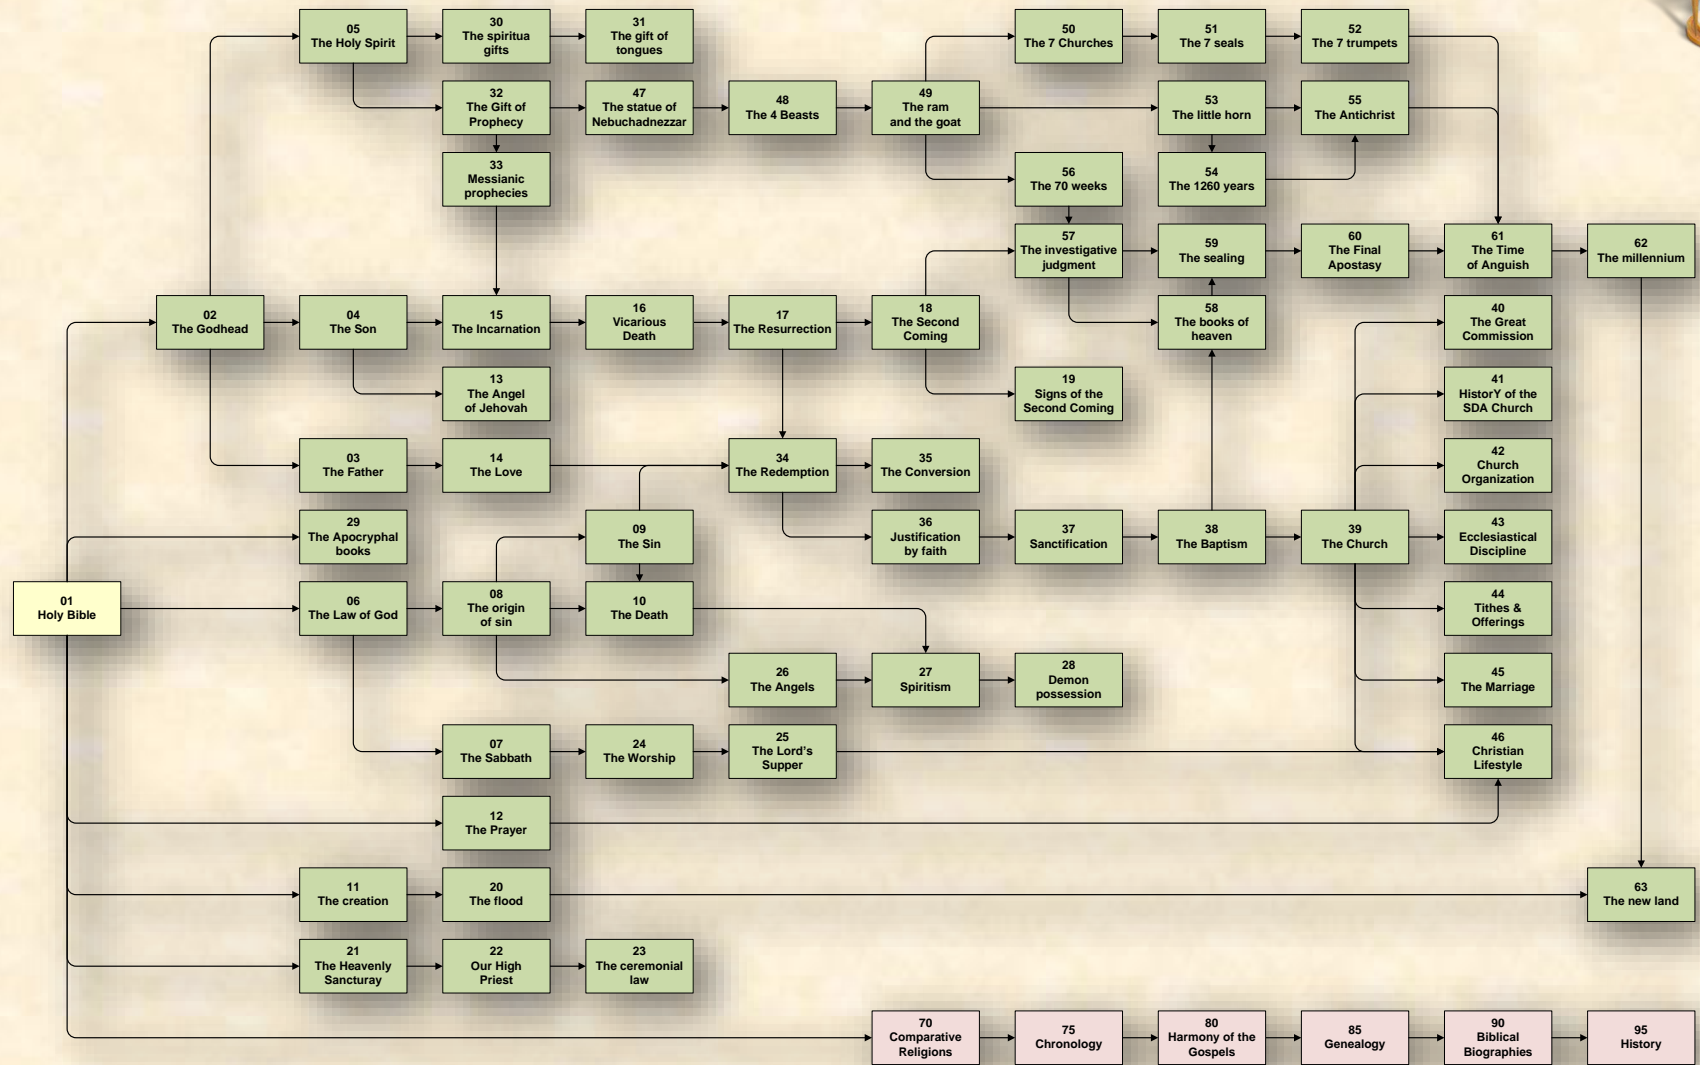 05
The Holy Spirit
30
The spiritua
gifts
31
The gift of
tongues
50
The 7 Churches
51
The 7 seals
52
The 7 trumpets
32
The Gift of
Prophecy
47
The statue of
Nebuchadnezzar
48
The 4 Beasts
49
The ram
and the goat
53
The little horn
55
The Antichrist
33
Messianic
prophecies
56
The 70 weeks
54
The 1260 years
57
The investigative
judgment
59
The sealing
60
The Final
Apostasy
61
The Time
of Anguish
62
The millennium
02
The Godhead
04
The Son
15
The Incarnation
16
Vicarious
Death
17
The Resurrection
18
The Second
Coming
58
The books of
heaven
40
The Great
Commission
13
The Angel
of Jehovah
19
Signs of the
Second Coming
41
HistorY of the
SDA Church
03
The Father
14
The Love
34
The Redemption
35
The Conversion
42
Church
Organization
29
The Apocryphal
books
09
The Sin
36
Justification
by faith
37
Sanctification
38
The Baptism
39
The Church
43
Ecclesiastical
Discipline
01
Holy Bible
06
The Law of God
08
The origin
of sin
10
The Death
44
Tithes &
Offerings
26
The Angels
27
Spiritism
28
Demon
possession
45
The Marriage
07
The Sabbath
24
The Worship
25
The Lord's
Supper
46
Christian
Lifestyle
12
The Prayer
11
The creation
20
The flood
63
The new land
21
The Heavenly
Sancturay
22
Our High
Priest
23
The ceremonial
law
70
Comparative
Religions
75
Chronology
80
Harmony of the
Gospels
85
Genealogy
90
Biblical
Biographies
95
History